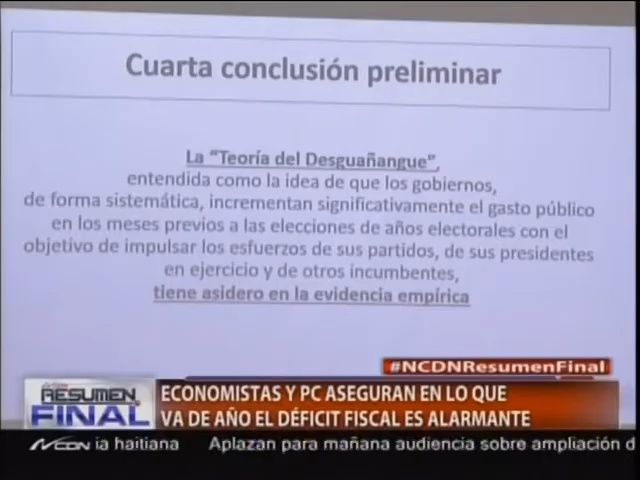 Cuarta conclusión preliminar
La "Teoría del Desguañangue",
entendida como la idea de que los gobiernos,
de forma sistemática, incrementan significativamente el gasto público
en los meses previos a las elecciones de años electorales con el
objetivo de impulsar los esfuerzos de sus partidos, de sus presidentes
en ejercicio y de otros incumbentes,
tiene asidero en la evidencia empírica
#NCDNResumenFinal
RESUMEN
FINAL
ECONOMISTAS Y PC ASEGURAN EN LO QUE
VA DE AÑO EL DÉFICIT FISCAL ES ALARMANTE
NCDN ia haitiana Aplazan para mañana audiencia sobre ampliación d